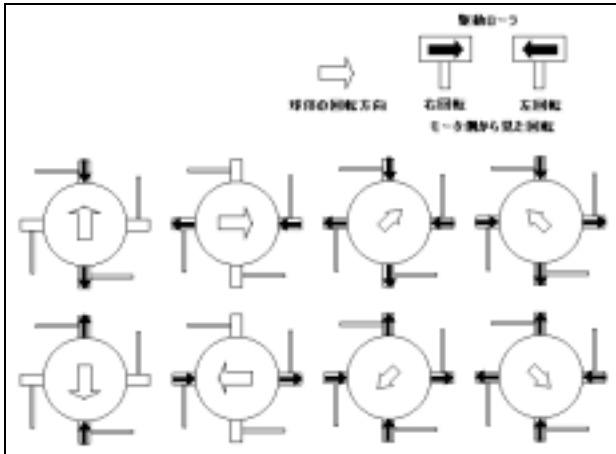 駆動ローラ
球体の回転方向
右回転
左回転
モータ側から見た回転